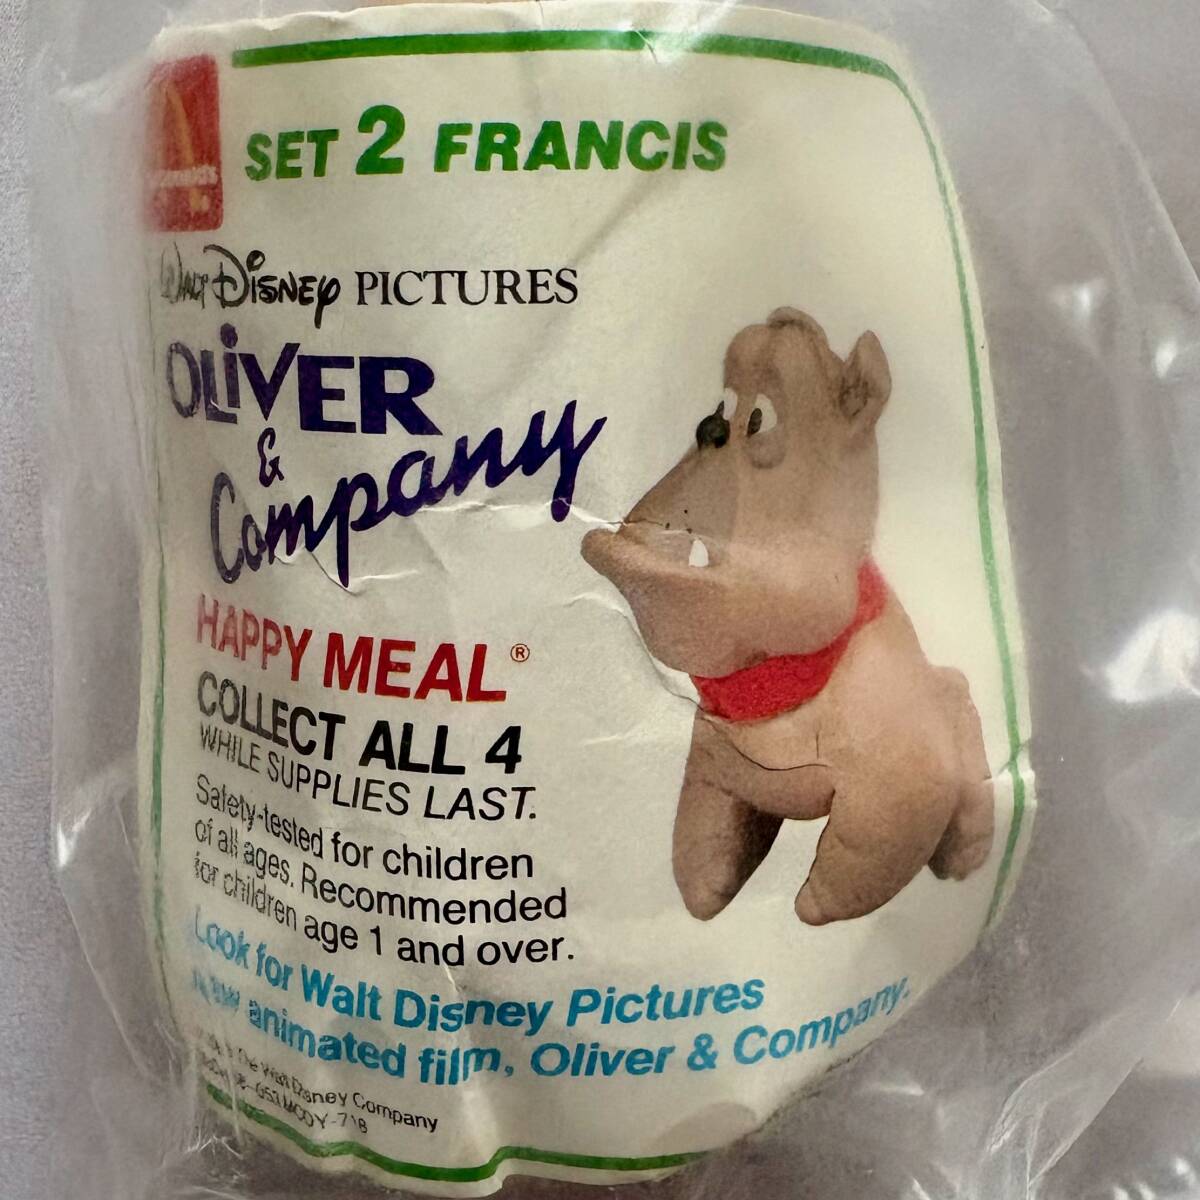 SET 2 FRANCIS
WALT DISNEY PICTURES
OLiVER
&
Company
HAPPY MEAL®
COLLECT ALL 4
WHILE SUPPLIES LAST.
Safety-tested for children
of all ages. Recommended
for children age 1 and over.
Look for Walt Disney Pictures
new animated film, Oliver & Company.
The Walt Disney Company